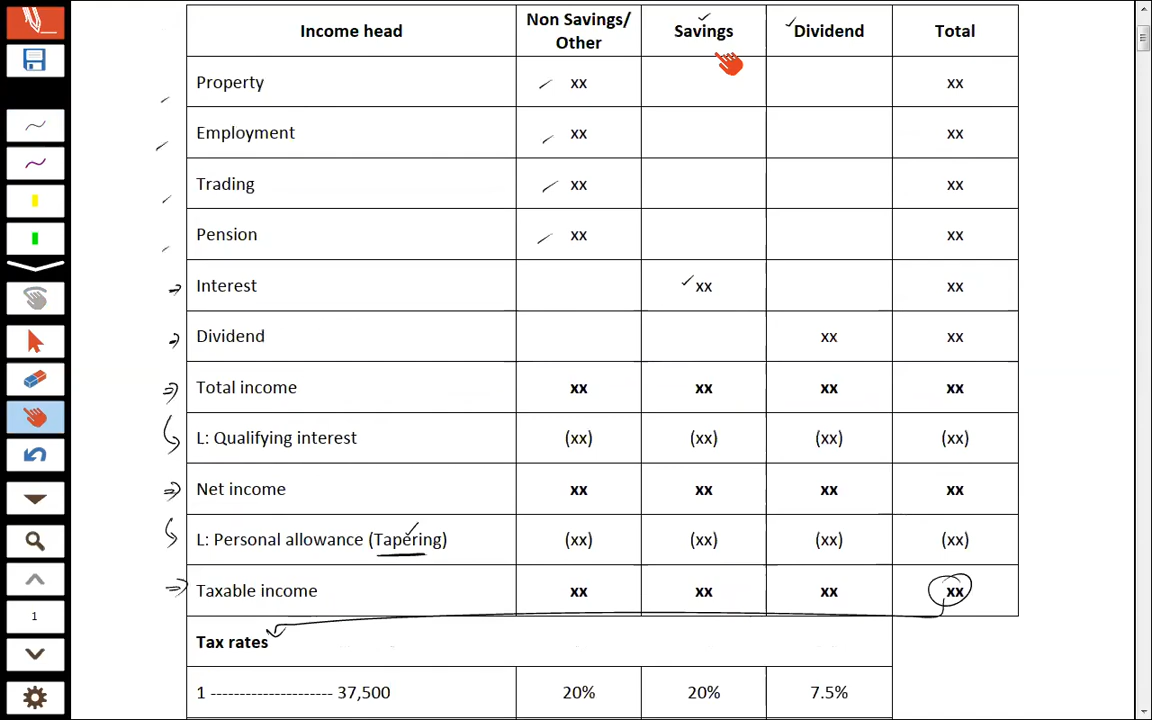 Income head Non Savings/ Other Savings Dividend Total
Property xx xx
Employment xx xx
Trading xx xx
Pension xx xx
Interest xx xx
Dividend xx xx
Total income xx xx xx xx
L: Qualifying interest (xx) (xx) (xx) (xx)
Net income xx xx xx xx
L: Personal allowance (Tapering) (xx) (xx) (xx) (xx)
Taxable income xx xx xx xx
Tax rates
1 --------------------- 37,500 20% 20% 7.5%
1